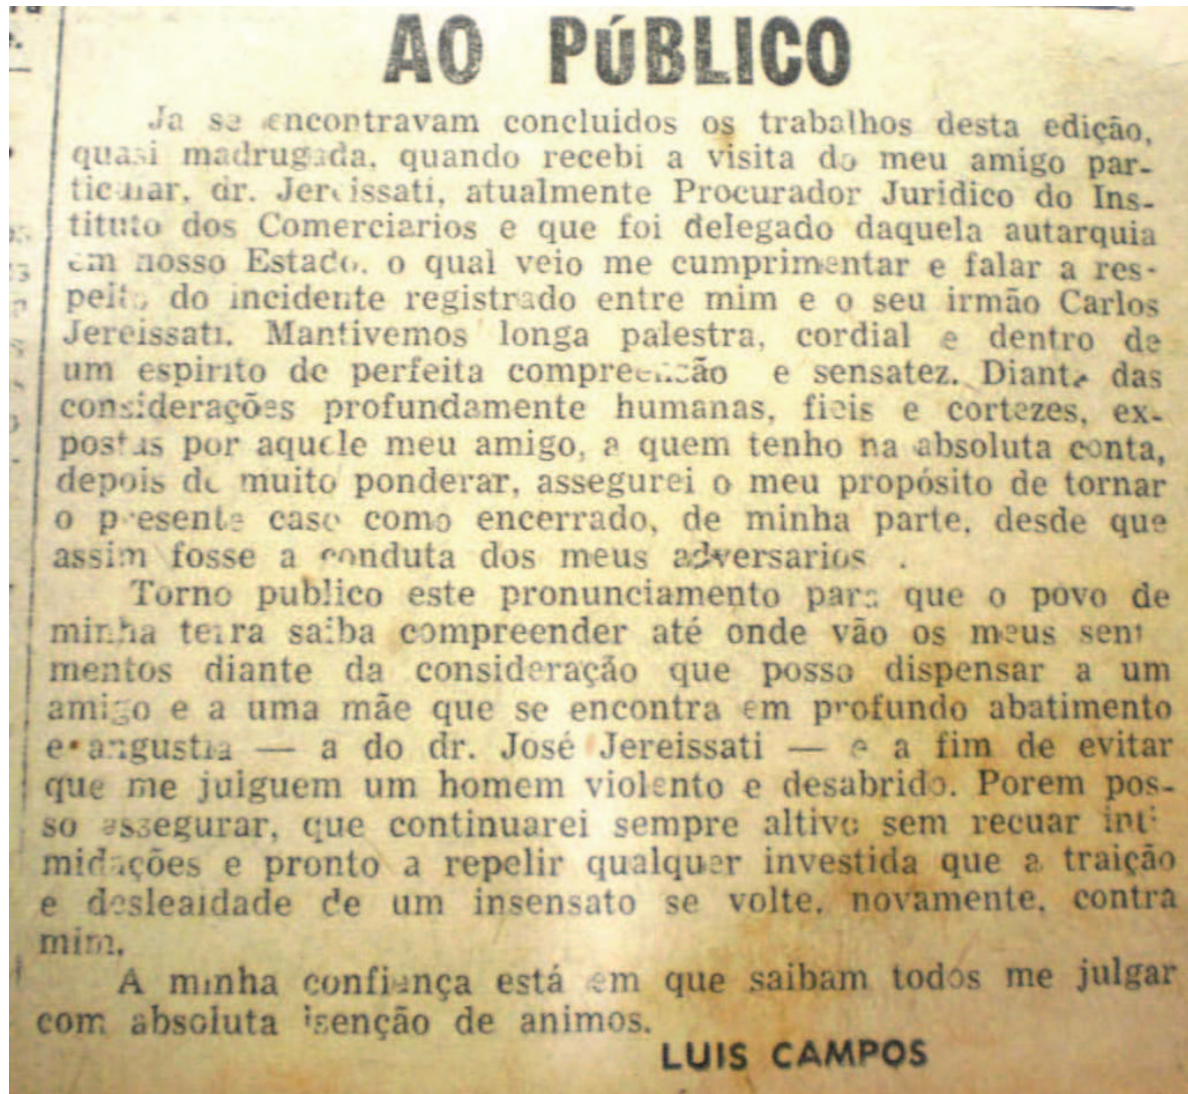 AO PÚBLICO
Ja se encontravam concluidos os trabalhos desta edição,
quasi madrugada, quando recebi a visita do meu amigo par-
ticular, dr. Jereissati, atualmente Procurador Juridico do Ins-
tituto dos Comerciarios e que foi delegado daquela autarquia
em nosso Estado, o qual veio me cumprimentar e falar a res-
peito do incidente registrado entre mim e o seu irmão Carlos
Jereissati. Mantivemos longa palestra, cordial e dentro de
um espirito de perfeita compreensão e sensatez. Diante das
considerações profundamente humanas, fieis e cortezes, ex-
postas por aquele meu amigo, a quem tenho na absoluta conta,
depois de muito ponderar, assegurei o meu propósito de tornar
o presente caso como encerrado, de minha parte, desde que
assim fosse a conduta dos meus adversarios .
Torno publico este pronunciamento para que o povo de
minha terra saiba compreender até onde vão os meus senti
mentos diante da consideração que posso dispensar a um
amigo e a uma mãe que se encontra em profundo abatimento
e angustia — a do dr. José Jereissati — e a fim de evitar
que me julguem um homem violento e desabrido. Porem pos-
so assegurar, que continuarei sempre altivo sem recuar inti-
midações e pronto a repelir qualquer investida que a traição
e deslealdade de um insensato se volte, novamente, contra
mim.
A minha confiança está em que saibam todos me julgar
com absoluta isenção de animos.
LUIS CAMPOS